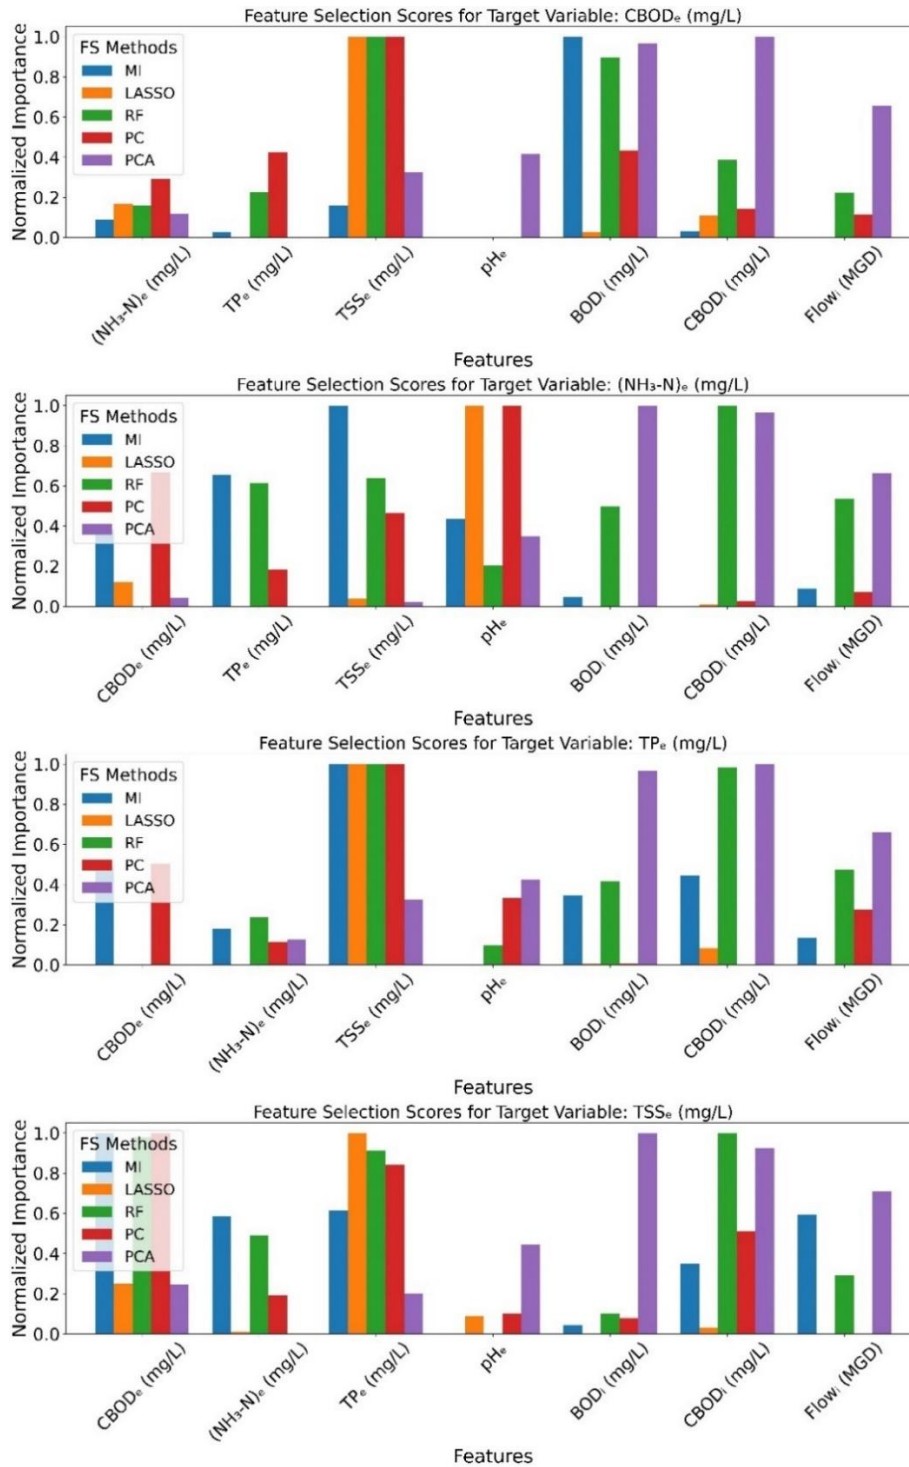 Feature Selection Scores for Target Variable: CBODₑ (mg/L)
Normalized Importance
1.0
0.8
0.6
0.4
0.2
0.0
FS Methods
MI
LASSO
RF
PC
PCA
(NH₃-N)ₑ (mg/L)
TPₑ (mg/L)
TSSₑ (mg/L)
pHₑ
BODᵢ (mg/L)
CBODᵢ (mg/L)
Flowᵢ (MGD)
Features
Feature Selection Scores for Target Variable: (NH₃-N)ₑ (mg/L)
Normalized Importance
1.0
0.8
0.6
0.4
0.2
0.0
FS Methods
MI
LASSO
RF
PC
PCA
CBODₑ (mg/L)
TPₑ (mg/L)
TSSₑ (mg/L)
pHₑ
BODᵢ (mg/L)
CBODᵢ (mg/L)
Flowᵢ (MGD)
Features
Feature Selection Scores for Target Variable: TPₑ (mg/L)
Normalized Importance
1.0
0.8
0.6
0.4
0.2
0.0
FS Methods
MI
LASSO
RF
PC
PCA
CBODₑ (mg/L)
(NH₃-N)ₑ (mg/L)
TSSₑ (mg/L)
pHₑ
BODᵢ (mg/L)
CBODᵢ (mg/L)
Flowᵢ (MGD)
Features
Feature Selection Scores for Target Variable: TSSₑ (mg/L)
Normalized Importance
1.0
0.8
0.6
0.4
0.2
0.0
FS Methods
MI
LASSO
RF
PC
PCA
CBODₑ (mg/L)
(NH₃-N)ₑ (mg/L)
TPₑ (mg/L)
pHₑ
BODᵢ (mg/L)
CBODᵢ (mg/L)
Flowᵢ (MGD)
Features